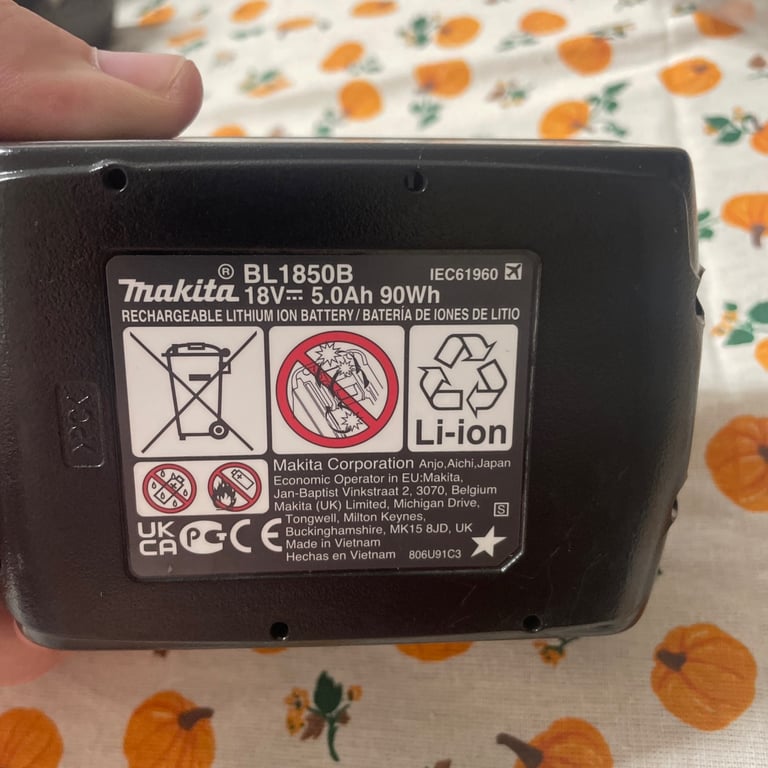 Makita® BL1850B IEC61960
18V⎓ 5.0Ah 90Wh
RECHARGEABLE LITHIUM ION BATTERY / BATERÍA DE IONES DE LITIO
Li-ion
Makita Corporation Anjo,Aichi,Japan
Economic Operator in EU:Makita,
Jan-Baptist Vinkstraat 2, 3070, Belgium
Makita (UK) Limited, Michigan Drive,
Tongwell, Milton Keynes,
Buckinghamshire, MK15 8JD, UK
Made in Vietnam
Hechos en Vietnam 806U91C3
S
UK
CA CE